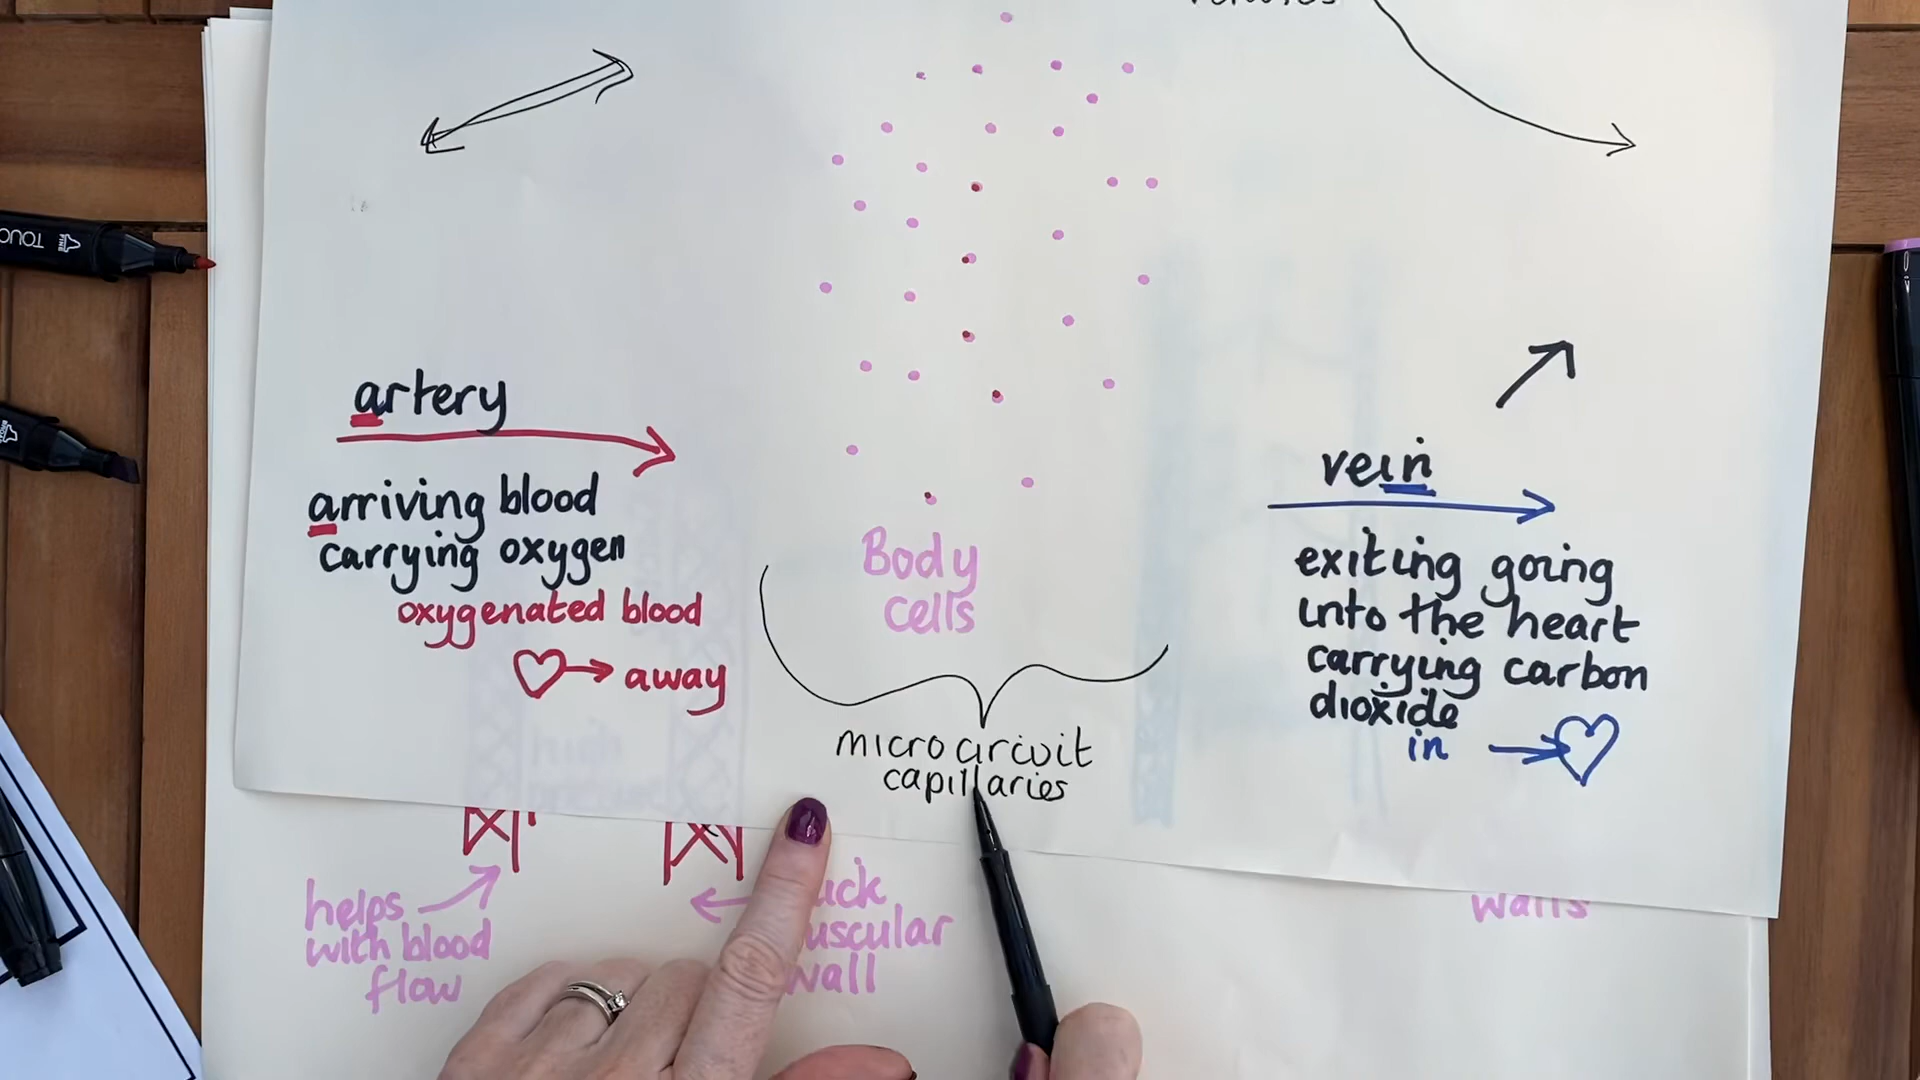 artery
arriving blood
carrying oxygen
oxygenated blood
away
Body
cells
micro circuit
capillaries
vein
exiting going
into the heart
carrying carbon
dioxide
in
helps
with blood
flow
wall
walls